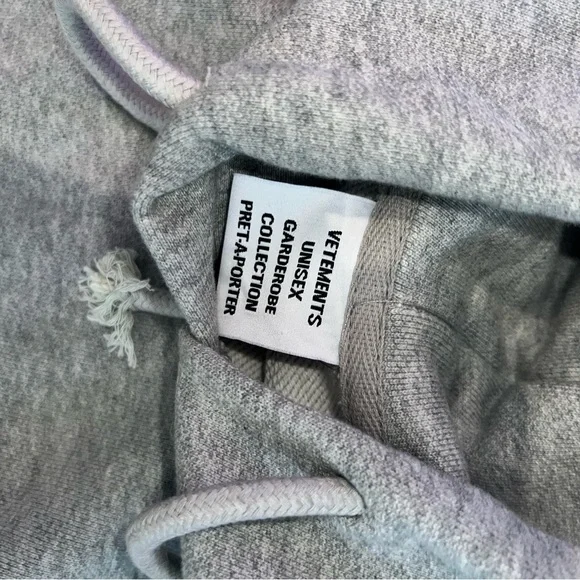 VETEMENTS
UNISEX
GARDEROBE
COLLECTION
PRET-A-PORTER